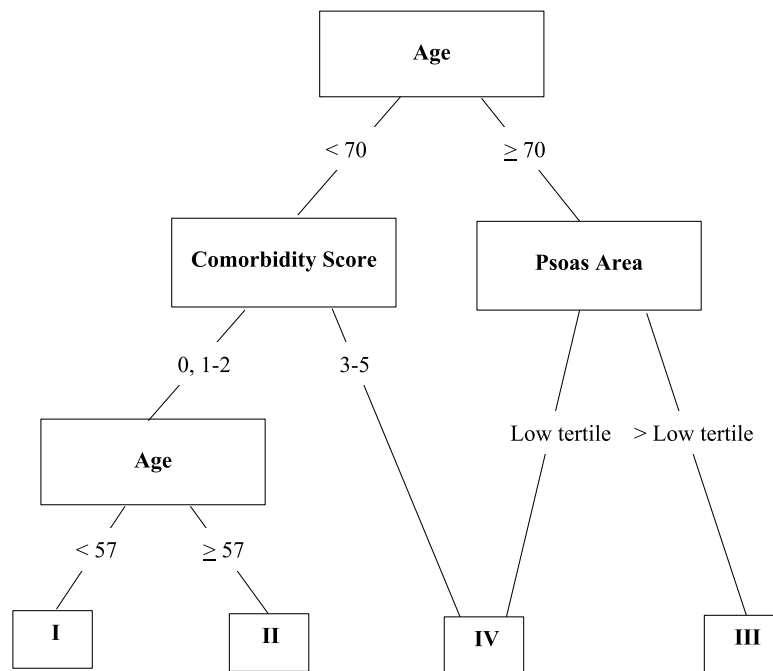 Age
< 70
≥ 70
Comorbidity Score
Psoas Area
0, 1-2
3-5
Low tertile
> Low tertile
Age
< 57
≥ 57
I
II
IV
III